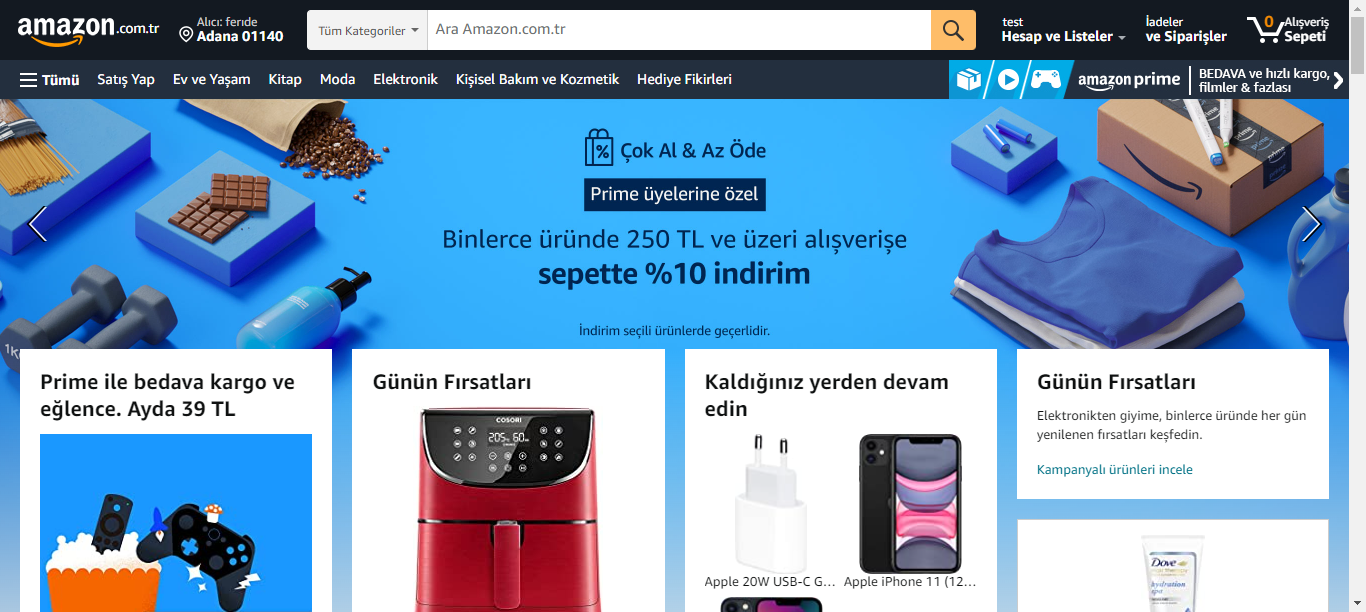 amazon.com.tr
Alıcı: ferıde
Adana 01140
Tüm Kategoriler
Ara Amazon.com.tr
test
Hesap ve Listeler
İadeler
ve Siparişler
0
Alışveriş
Sepeti
Tümü
Satış Yap
Ev ve Yaşam
Kitap
Moda
Elektronik
Kişisel Bakım ve Kozmetik
Hediye Fikirleri
amazon prime
BEDAVA ve hızlı kargo,
filmler & fazlası
Çok Al & Az Öde
Prime üyelerine özel
Binlerce üründe 250 TL ve üzeri alışverişe
sepette %10 indirim
İndirim seçili ürünlerde geçerlidir.
Prime ile bedava kargo ve
eğlence. Ayda 39 TL
Günün Fırsatları
COSORI
205 60
Kaldığınız yerden devam
edin
Apple 20W USB-C G...
Apple iPhone 11 (12...
Günün Fırsatları
Elektronikten giyime, binlerce üründe her gün
yenilenen fırsatları keşfedin.
Kampanyalı ürünleri incele
Dove
hydration
spa